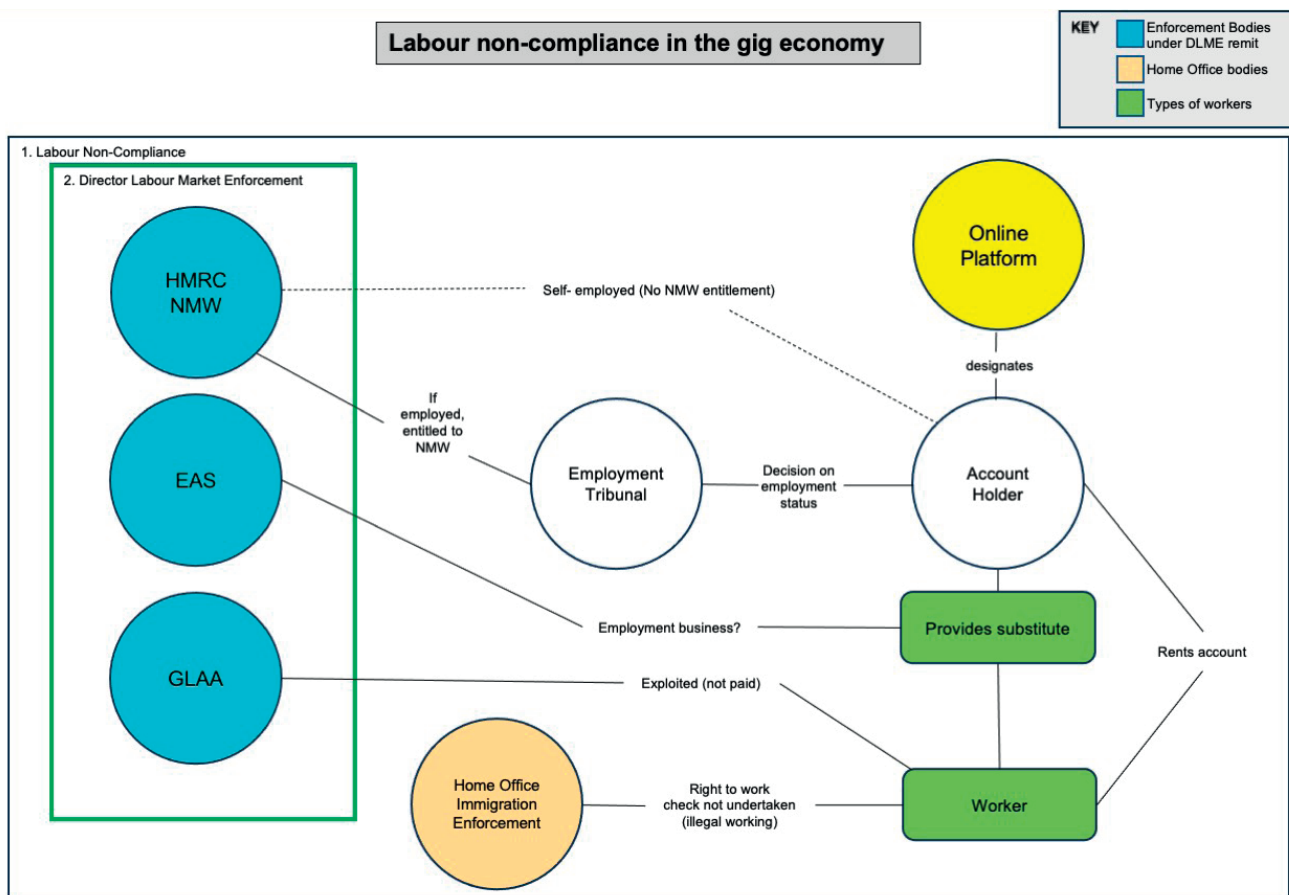 Labour non-compliance in the gig economy
KEY
Enforcement Bodies
under DLME remit
Home Office bodies
Types of workers
1. Labour Non-Compliance
2. Director Labour Market Enforcement
HMRC
NMW
Self- employed (No NMW entitlement)
Online
Platform
designates
If
employed,
entitled to
NMW
EAS
Employment
Tribunal
Decision on
employment
status
Account
Holder
Employment business?
Provides substitute
Rents account
GLAA
Exploited (not paid)
Home Office
Immigration
Enforcement
Right to work
check not undertaken
(illegal working)
Worker